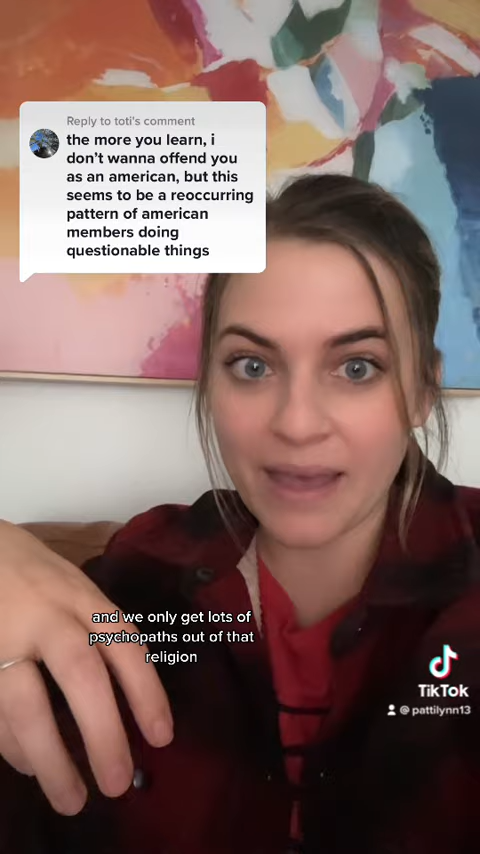 Reply to toti's comment
the more you learn, i
don't wanna offend you
as an american, but this
seems to be a reoccurring
pattern of american
members doing
questionable things
and we only get lots of
psychopaths out of that
religion
TikTok
@ pattilynn13